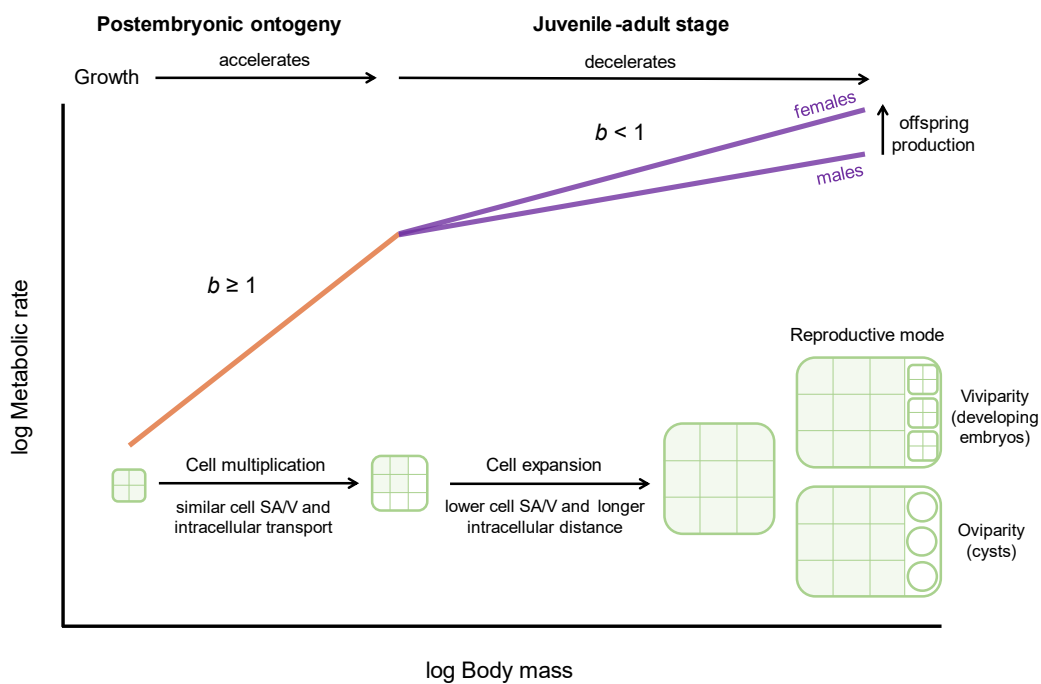 Postembryonic ontogeny
Juvenile-adult stage
Growth
accelerates
decelerates
females
offspring
production
b < 1
males
b ≥ 1
log Metabolic rate
Reproductive mode
Viviparity
(developing
embryos)
Cell multiplication
similar cell SA/V and
intracellular transport
Cell expansion
lower cell SA/V and longer
intracellular distance
Oviparity
(cysts)
log Body mass